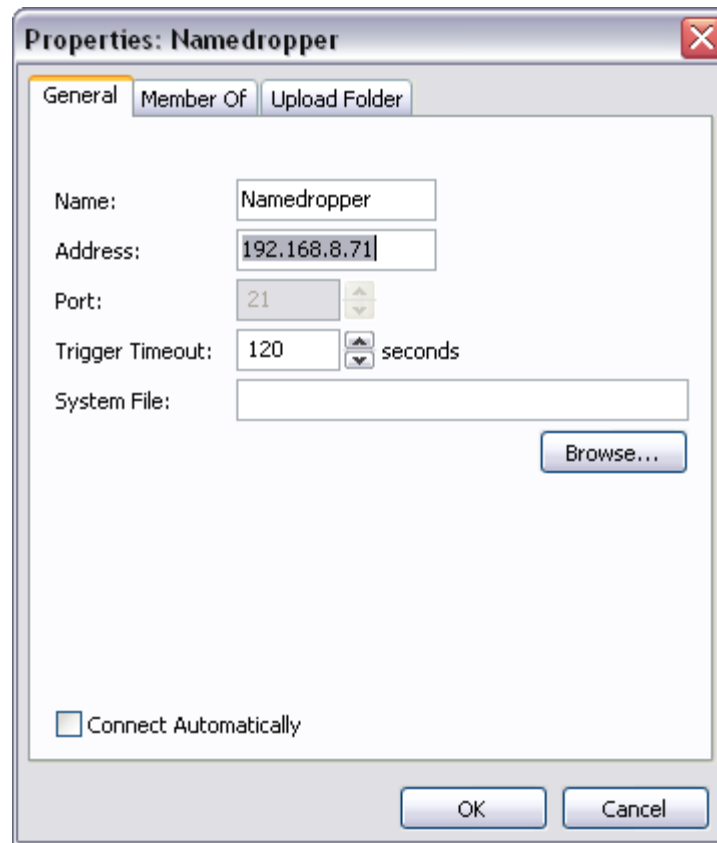 Properties: Namedropper
General Member Of Upload Folder
Name: Namedropper
Address: 192.168.8.71
Port: 21
Trigger Timeout: 120 seconds
System File:
Browse...
Connect Automatically
OK Cancel